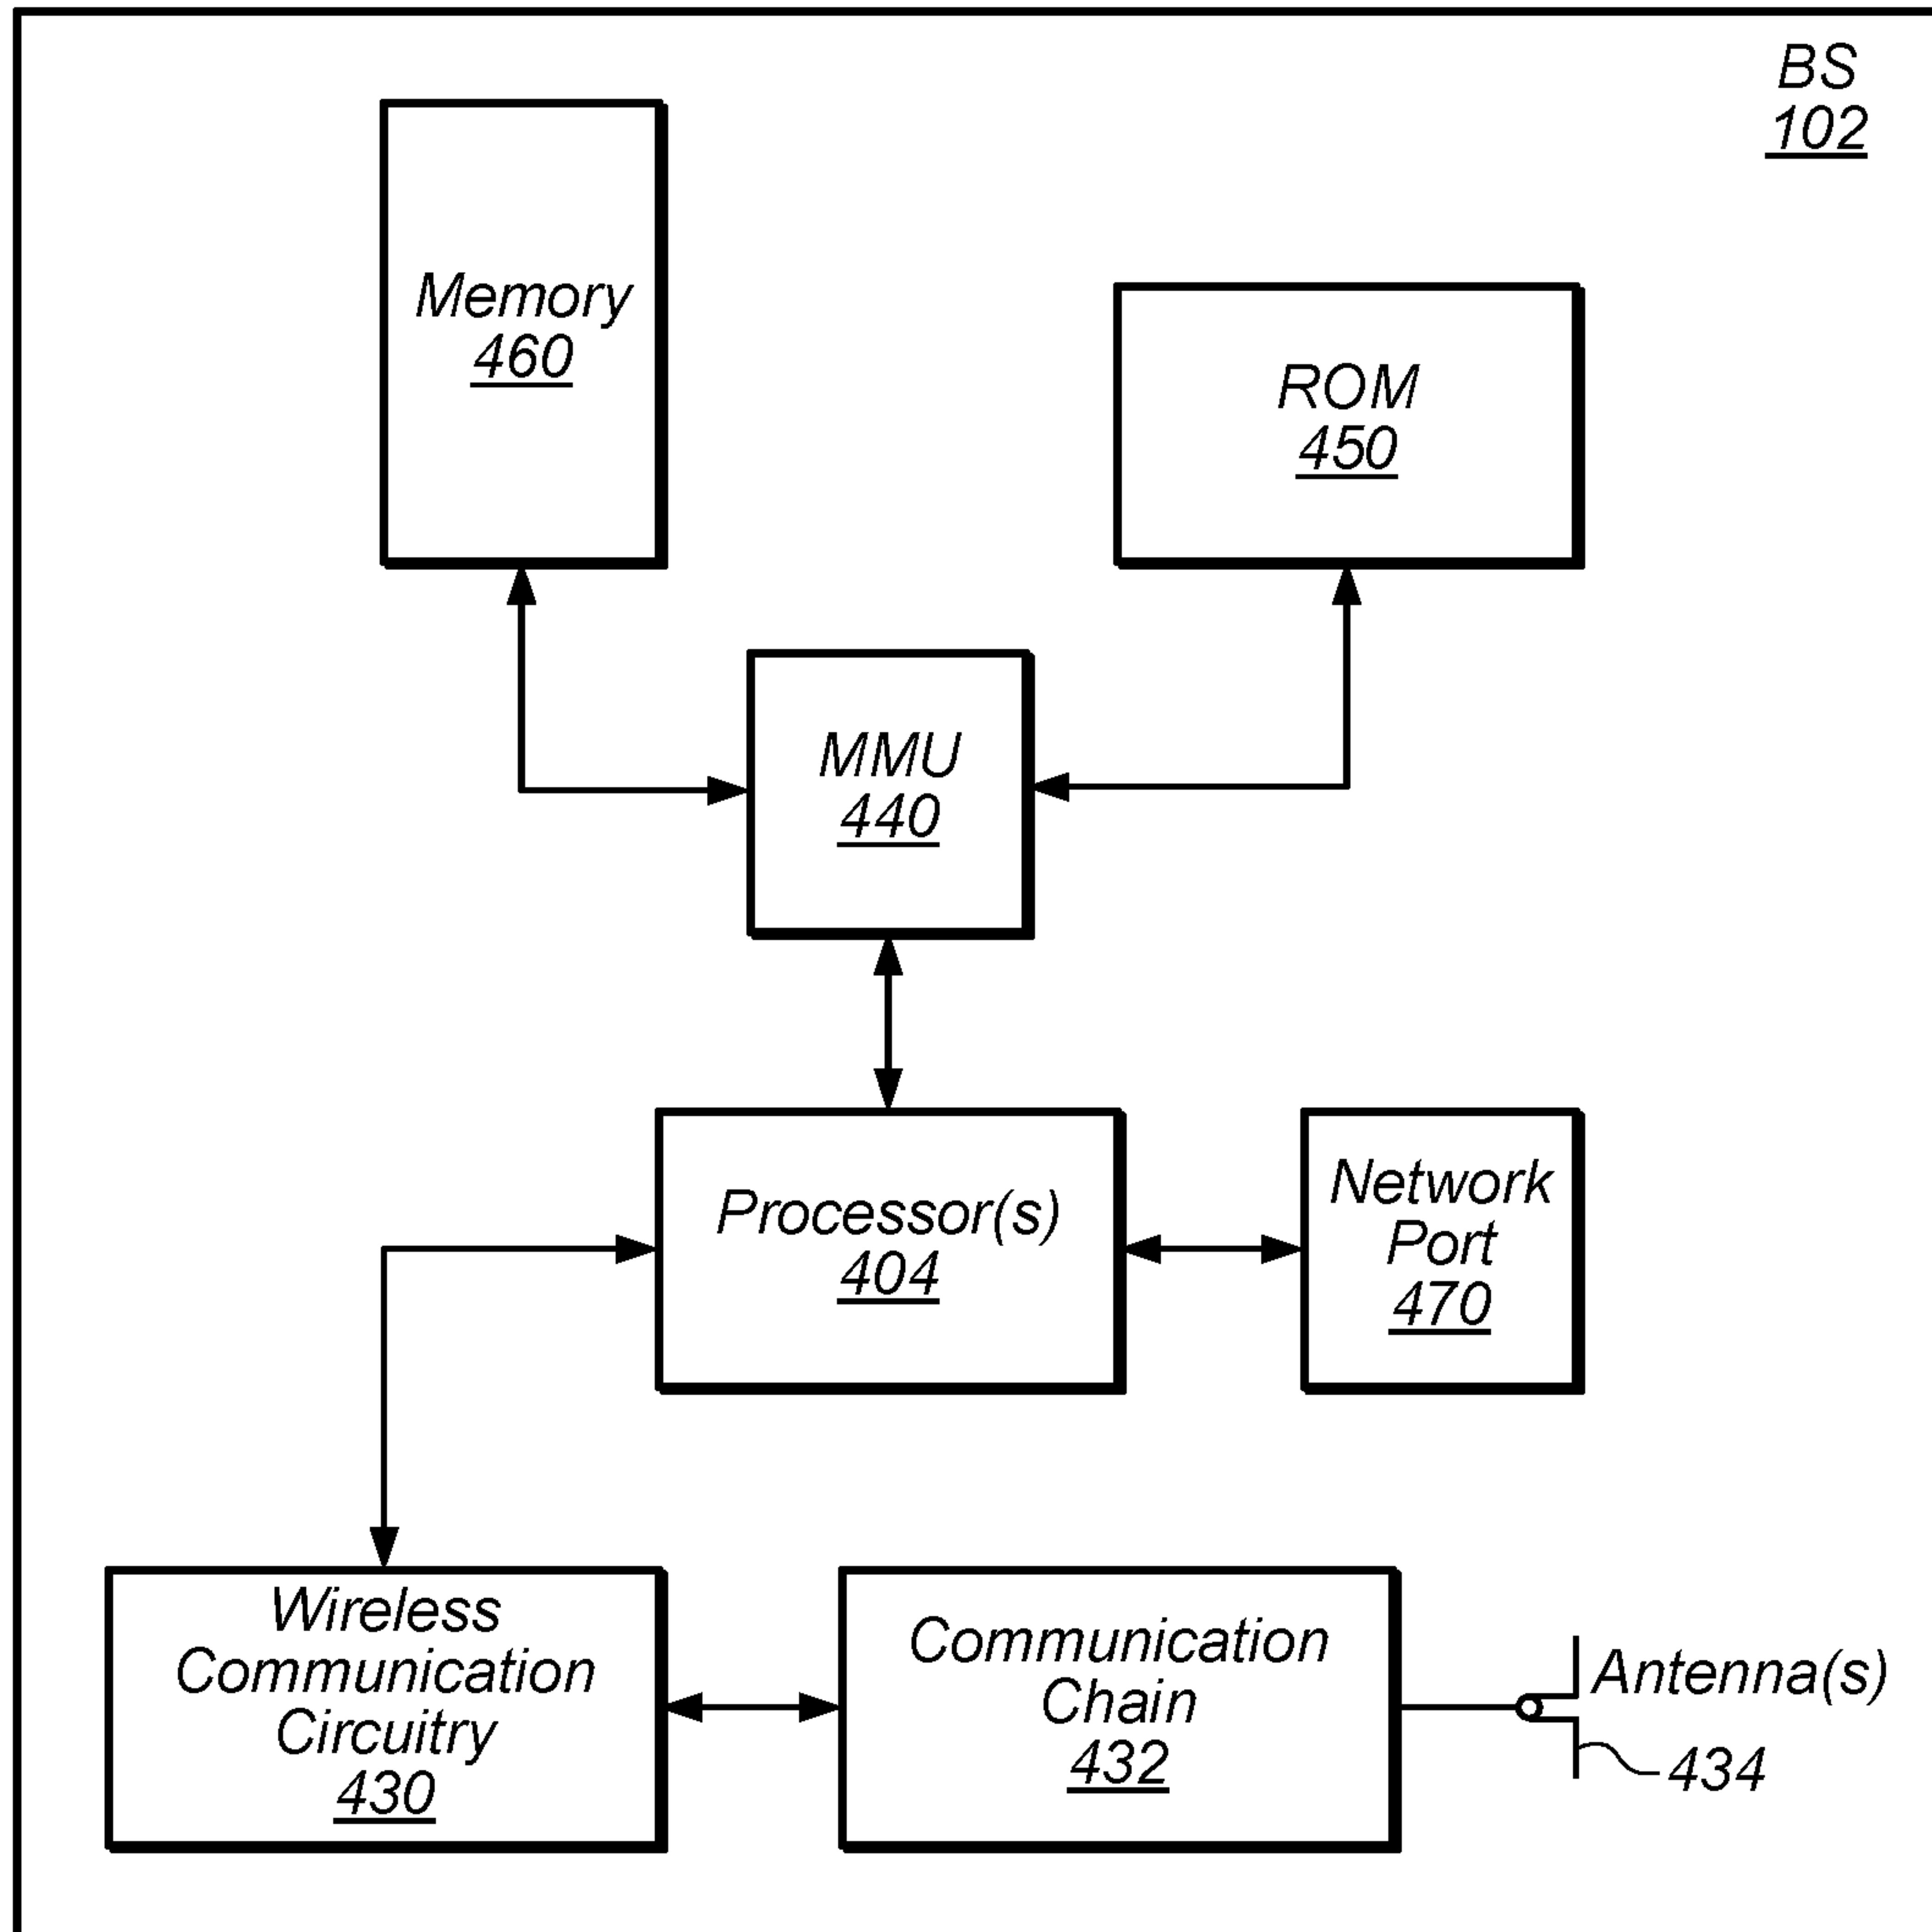 BS
102
Memory
460
ROM
450
MMU
440
Processor(s)
404
Network
Port
470
Wireless
Communication
Circuitry
430
Communication
Chain
432
Antenna(s)
434